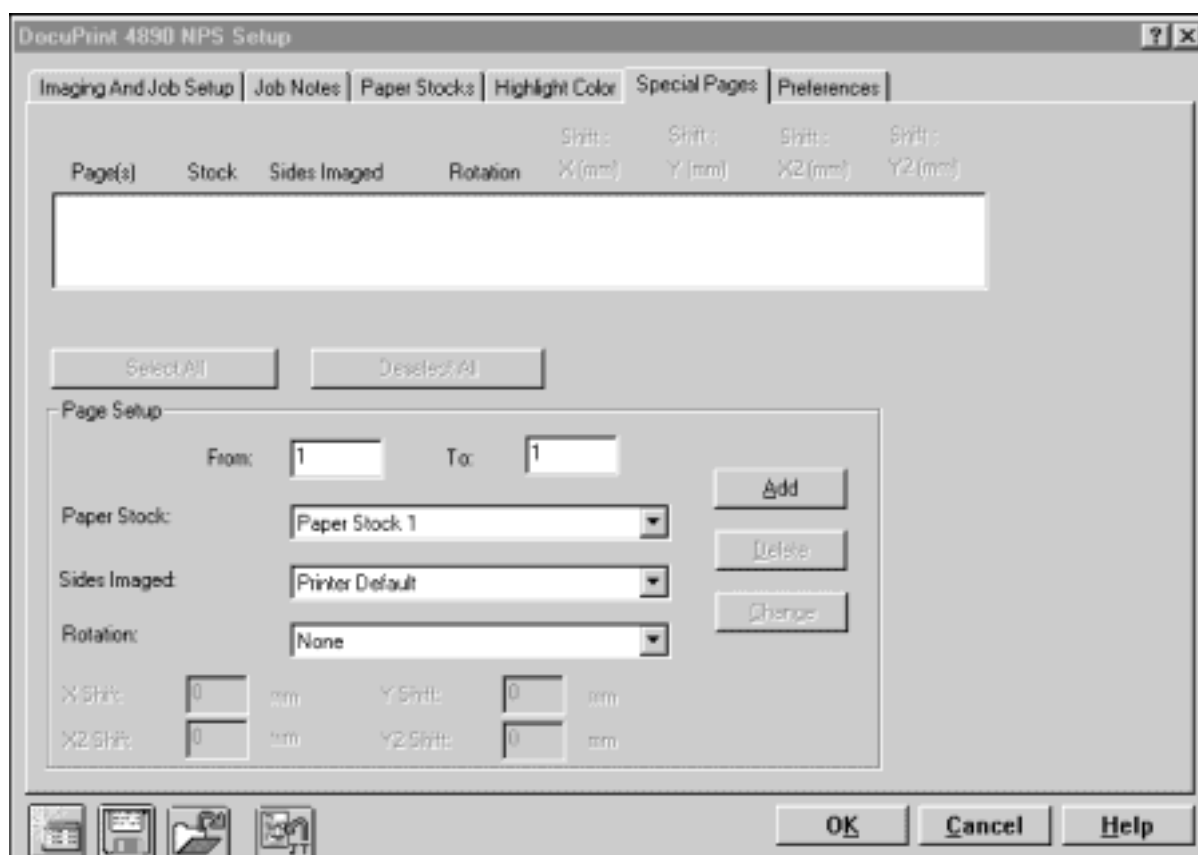 DocuPrint 4890 NPS Setup
Imaging And Job Setup Job Notes Paper Stocks Highlight Color Special Pages Preferences
Shift : Shift : Shift : Shift :
Page(s) Stock Sides Imaged Rotation X (mm) Y (mm) X2 (mm) Y2 (mm)
Select All Deselect All
Page Setup
From: 1 To: 1
Add
Paper Stock: Paper Stock 1
Delete
Sides Imaged: Printer Default
Change
Rotation: None
X Shift: 0 mm Y Shift: 0 mm
X2 Shift: 0 mm Y2 Shift: 0 mm
OK Cancel Help